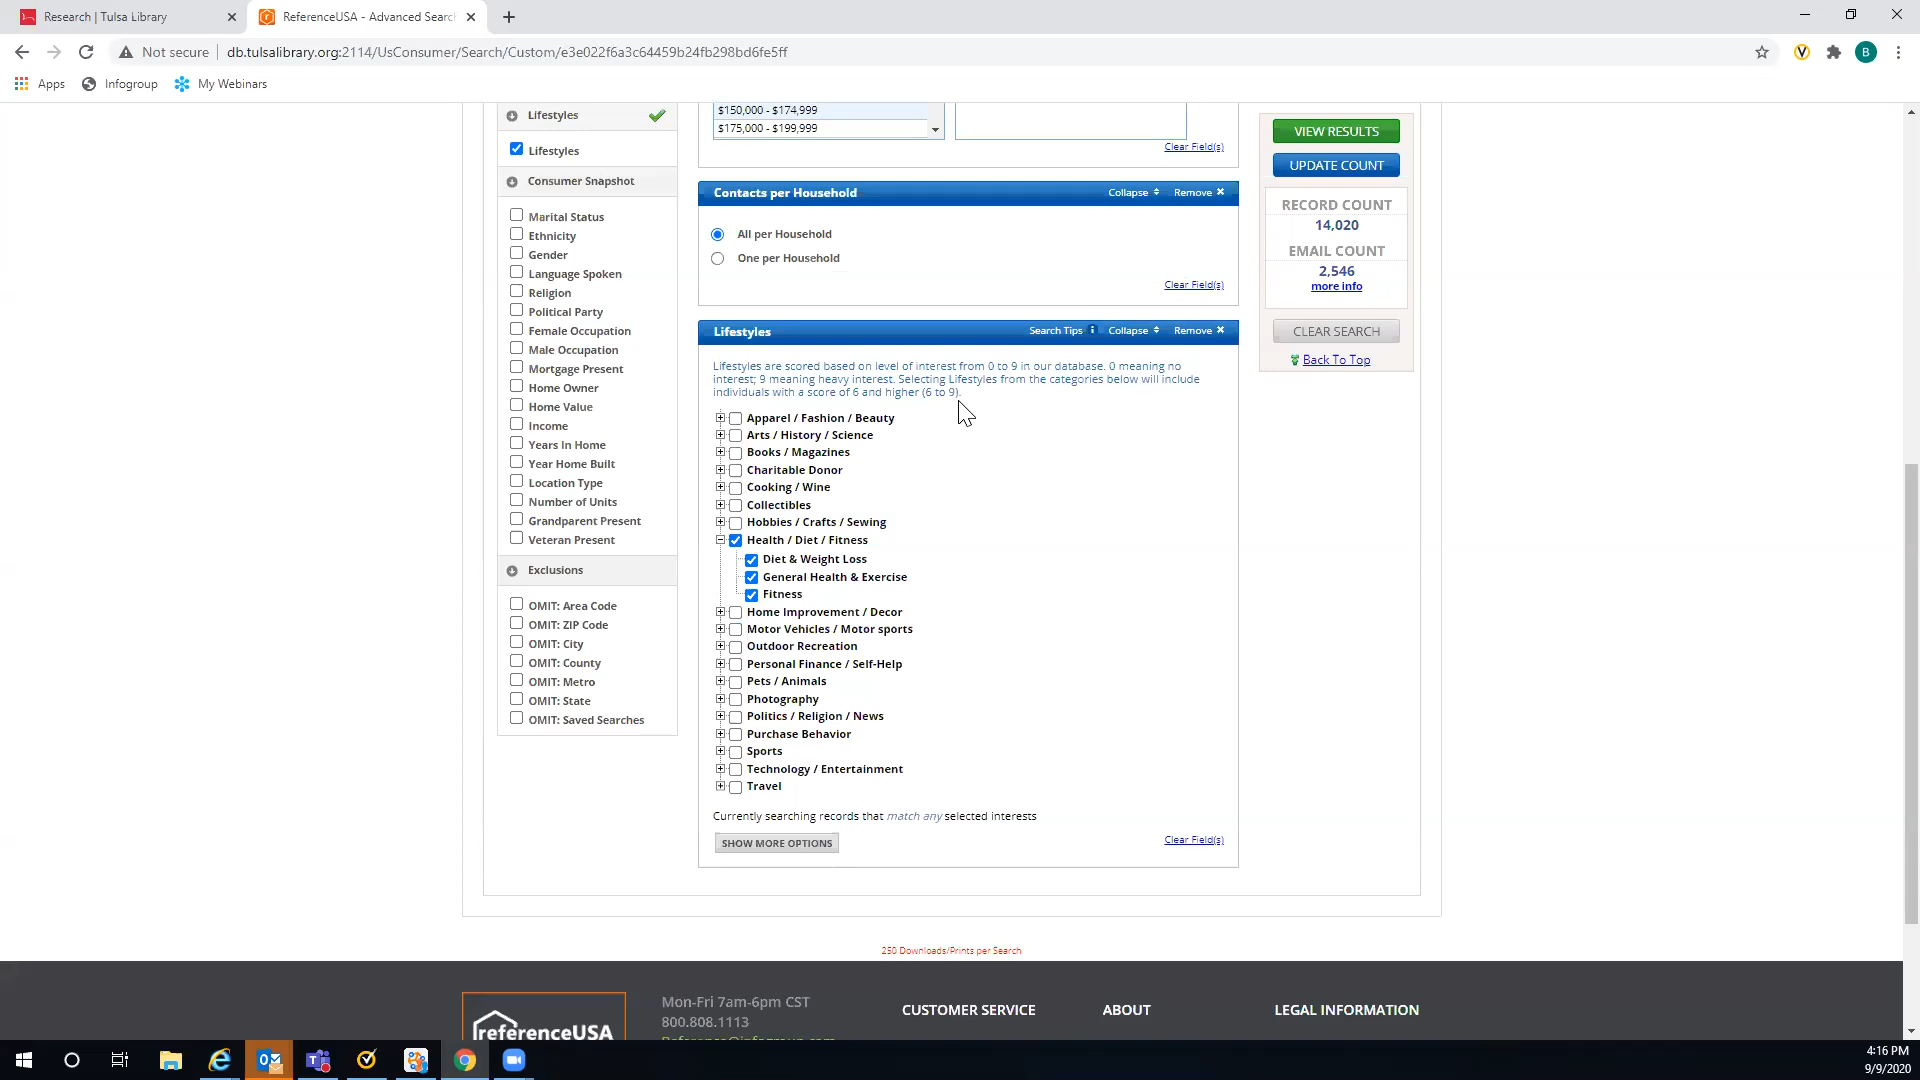 Research | Tulsa Library
ReferenceUSA - Advanced Searc
Not secure
db.tulsalibrary.org:2114/UsConsumer/Search/Custom/e3e022f6a3c64459b24fb298bd6fe5ff
B
Apps
Infogroup
My Webinars
Lifestyles
Lifestyles
Consumer Snapshot
Marital Status
Ethnicity
Gender
Language Spoken
Religion
Political Party
Female Occupation
Male Occupation
Mortgage Present
Home Owner
Home Value
Income
Years In Home
Year Home Built
Location Type
Number of Units
Grandparent Present
Veteran Present
Exclusions
OMIT: Area Code
OMIT: ZIP Code
OMIT: City
OMIT: County
OMIT: Metro
OMIT: State
OMIT: Saved Searches
$150,000 - $174,999
$175,000 - $199,999
Clear Field(s)
Contacts per Household Collapse Remove
All per Household
One per Household
Clear Field(s)
Lifestyles Search Tips Collapse Remove
Lifestyles are scored based on level of interest from 0 to 9 in our database. 0 meaning no
interest; 9 meaning heavy interest. Selecting Lifestyles from the categories below will include
individuals with a score of 6 and higher (6 to 9).
Apparel / Fashion / Beauty
Arts / History / Science
Books / Magazines
Charitable Donor
Cooking / Wine
Collectibles
Hobbies / Crafts / Sewing
Health / Diet / Fitness
Diet & Weight Loss
General Health & Exercise
Fitness
Home Improvement / Decor
Motor Vehicles / Motor sports
Outdoor Recreation
Personal Finance / Self-Help
Pets / Animals
Photography
Politics / Religion / News
Purchase Behavior
Sports
Technology / Entertainment
Travel
Currently searching records that match any selected interests
SHOW MORE OPTIONS
Clear Field(s)
VIEW RESULTS
UPDATE COUNT
RECORD COUNT
14,020
EMAIL COUNT
2,546
more info
CLEAR SEARCH
Back To Top
250 Downloads/Prints per Search
referenceUSA
Mon-Fri 7am-6pm CST
800.808.1113
CUSTOMER SERVICE
ABOUT
LEGAL INFORMATION
4:16 PM
9/9/2020